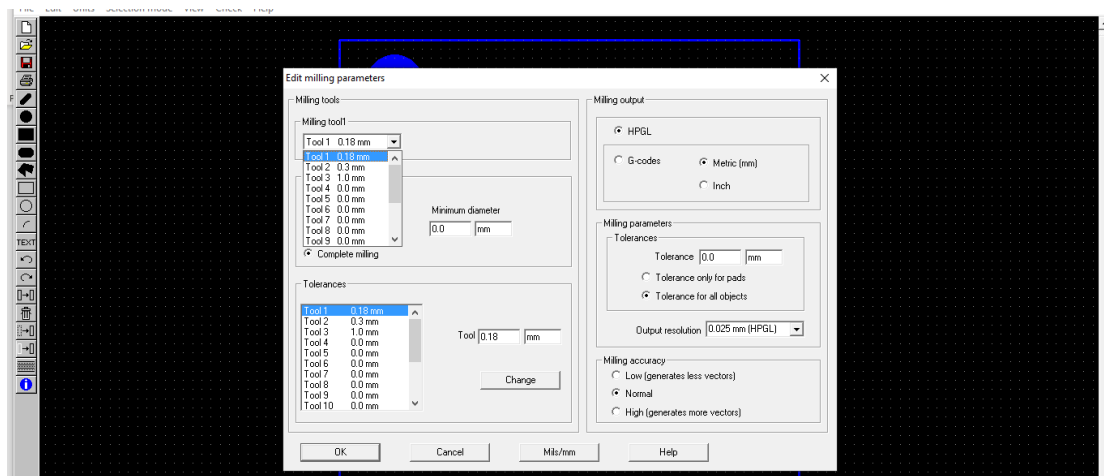 File Edit Units Selection mode View Check Help
TEXT
Edit milling parameters
Milling tools
Milling tool1
Tool 1 0.18 mm
Tool 1 0.18 mm
Tool 2 0.3 mm
Tool 3 1.0 mm
Tool 4 0.0 mm
Tool 5 0.0 mm
Tool 6 0.0 mm
Tool 7 0.0 mm
Tool 8 0.0 mm
Tool 9 0.0 mm
Minimum diameter
0.0 mm
Complete milling
Tolerances
Tool 1 0.18 mm
Tool 2 0.3 mm
Tool 3 1.0 mm
Tool 4 0.0 mm
Tool 5 0.0 mm
Tool 6 0.0 mm
Tool 7 0.0 mm
Tool 8 0.0 mm
Tool 9 0.0 mm
Tool 10 0.0 mm
Tool 0.18 mm
Change
Milling output
HPGL
G-codes
Metric (mm)
Inch
Milling parameters
Tolerances
Tolerance 0.0 mm
Tolerance only for pads
Tolerance for all objects
Output resolution 0.025 mm (HPGL)
Milling accuracy
Low (generates less vectors)
Normal
High (generates more vectors)
OK Cancel Mils/mm Help